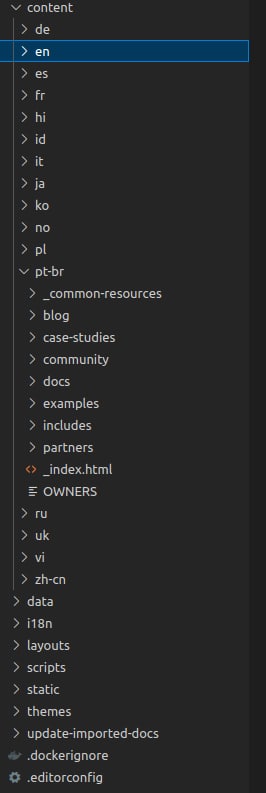 content
de
en
es
fr
hi
id
it
ja
ko
no
pl
pt-br
_common-resources
blog
case-studies
community
docs
examples
includes
partners
_index.html
OWNERS
ru
uk
vi
zh-cn
data
i18n
layouts
scripts
static
themes
update-imported-docs
.dockerignore
.editorconfig